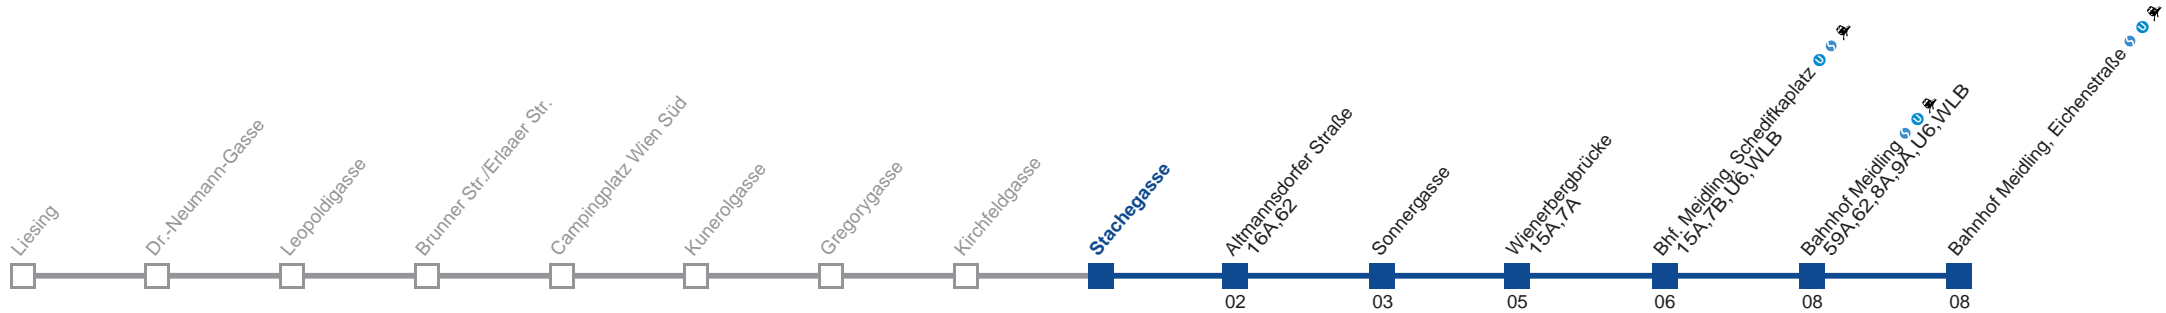 Liesing
Dr.-Neumann-Gasse
Leopoldigasse
Brunner Str./Erlaaer Str.
Campingplatz Wien Süd
Kunerolgasse
Gregorygasse
Kirchfeldgasse
Stachegasse
Altmannsdorfer Straße
16A,62
02
Sonnergasse
03
Wienerbergbrücke
15A,7A
05
Bhf. Meidling, Schedifkaplatz U S
15A,7B,U6,WLB
06
Bahnhof Meidling S U
59A,62,8A,9A,U6,WLB
08
Bahnhof Meidling, Eichenstraße S U
08